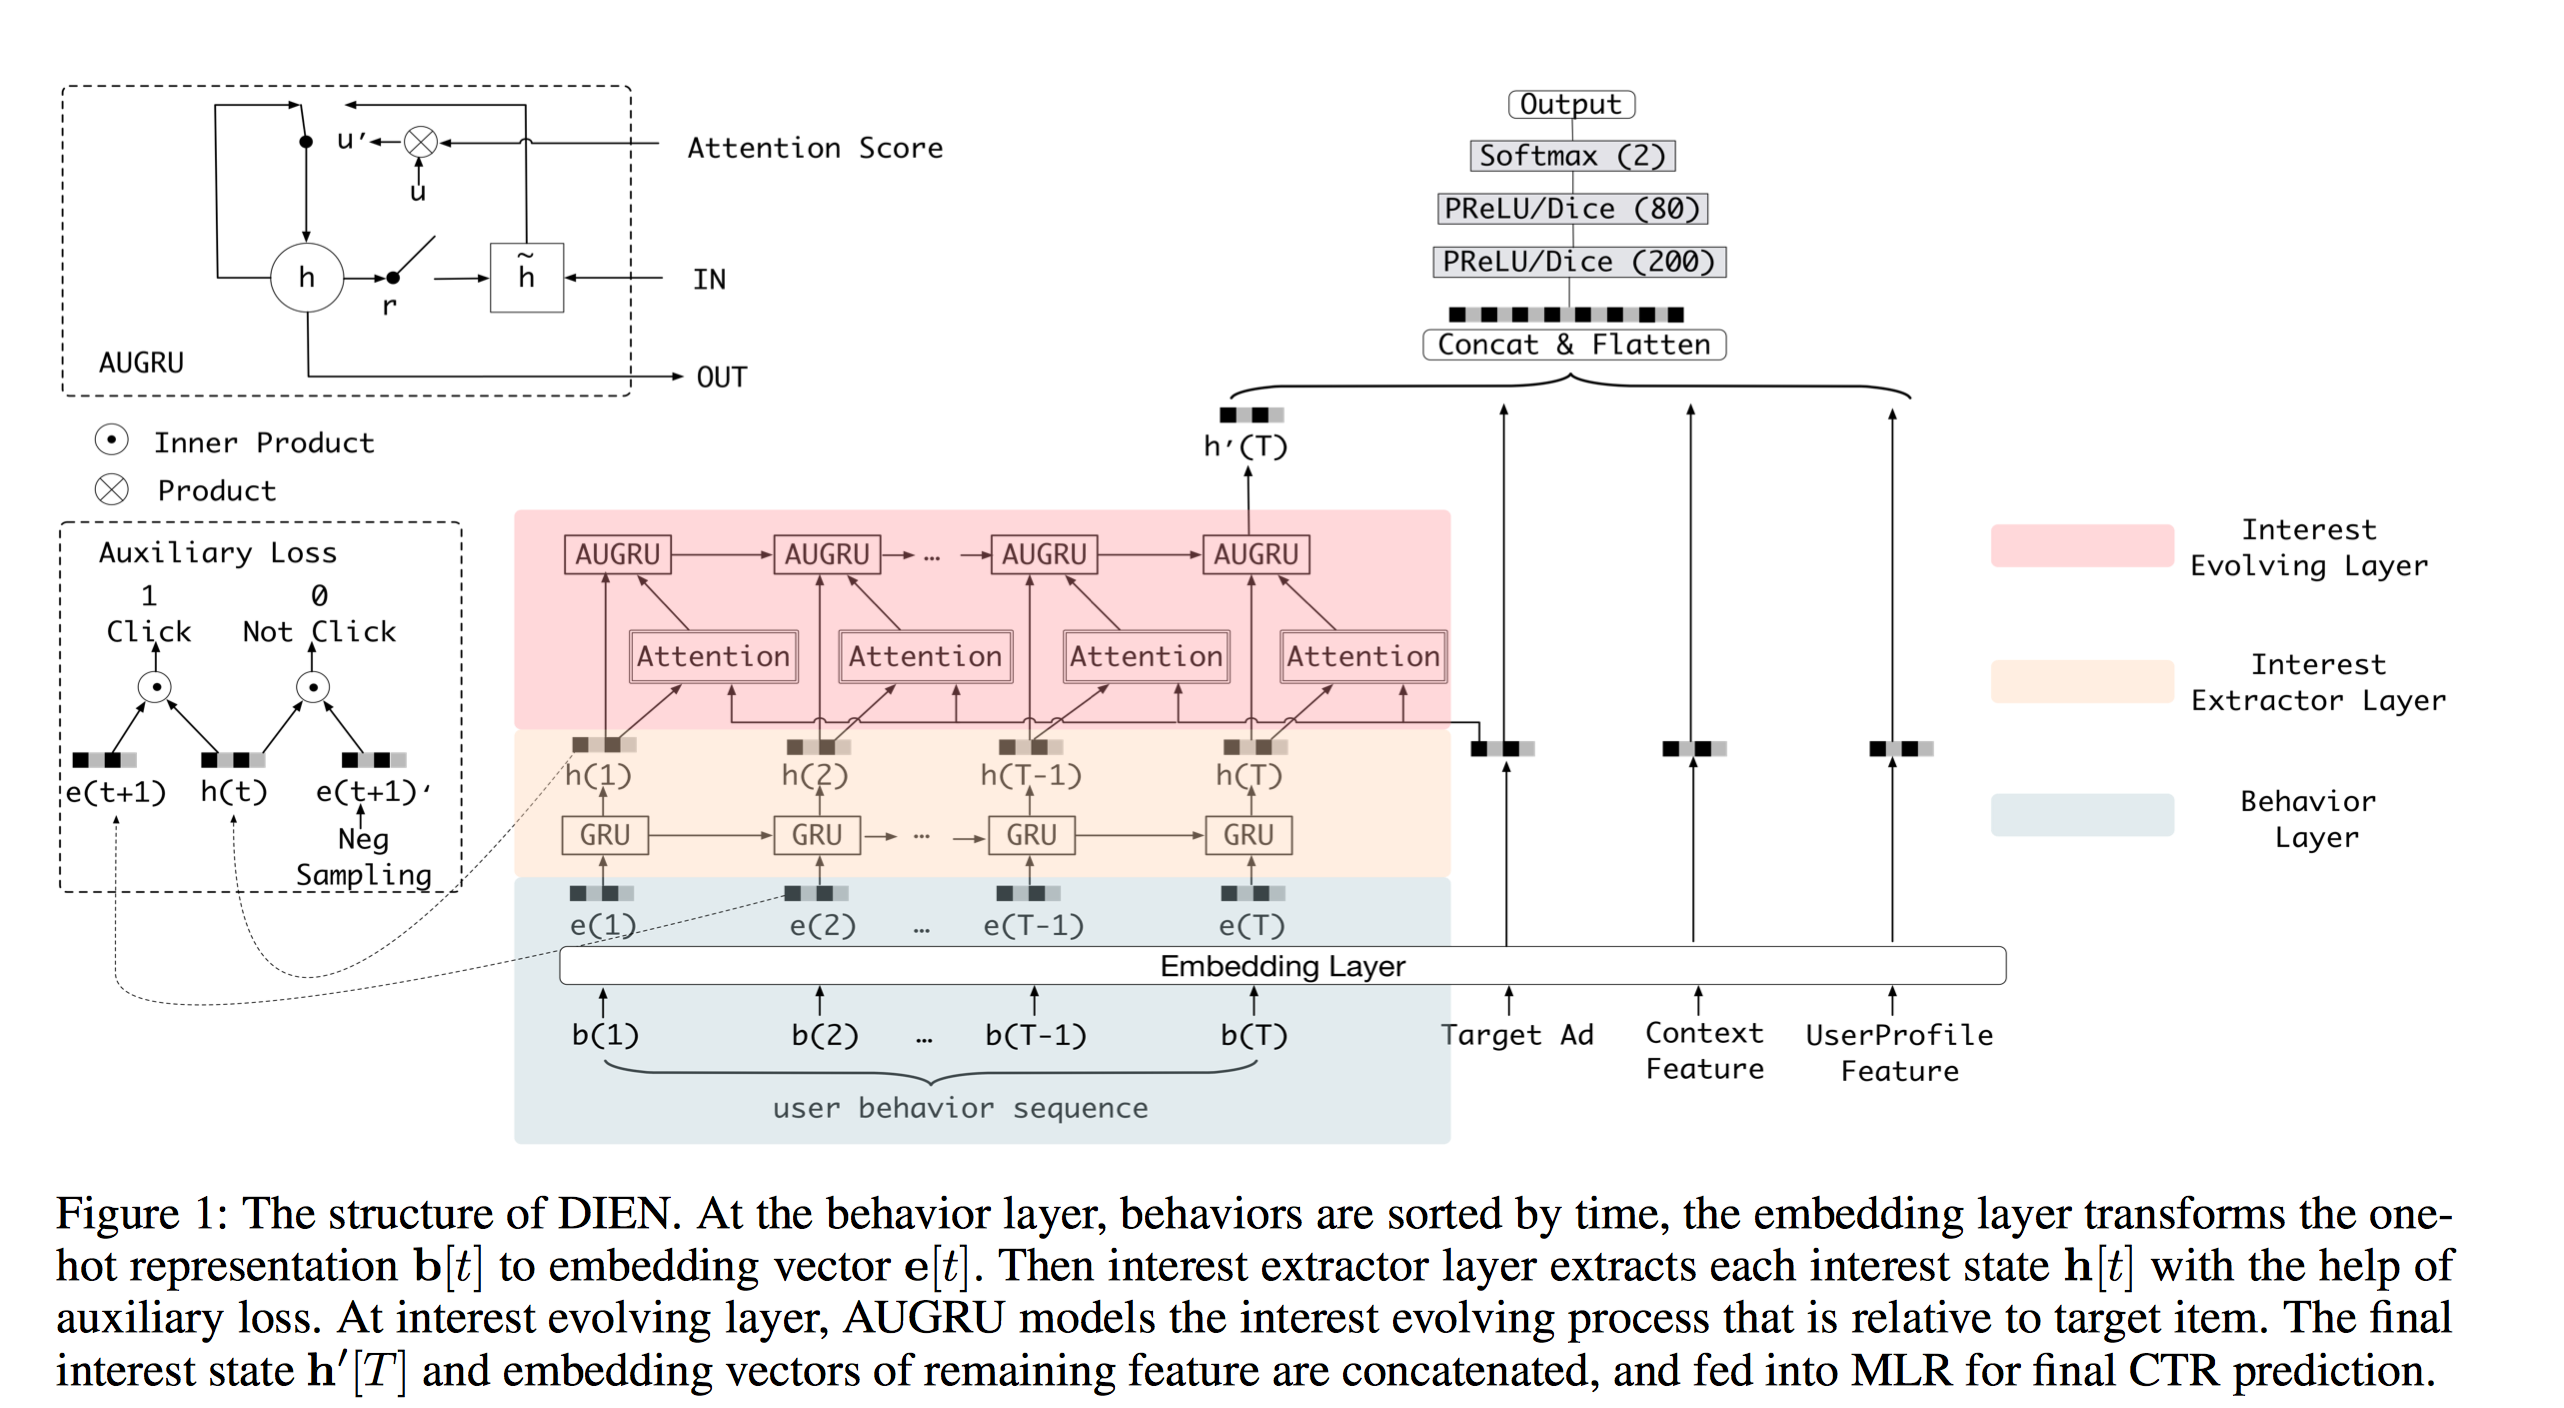 Output
Softmax (2)
PReLU/Dice (80)
PReLU/Dice (200)
Concat & Flatten
h′(T)
u′
u
Attention Score
h
r
h̃
IN
AUGRU
OUT
Inner Product
Product
Auxiliary Loss
1
0
Click
Not Click
e(t+1)
h(t)
e(t+1)′
Neg
Sampling
AUGRU
AUGRU
...
AUGRU
AUGRU
Attention
Attention
Attention
Attention
h(1)
h(2)
h(T-1)
h(T)
GRU
GRU
...
GRU
GRU
e(1)
e(2)
...
e(T-1)
e(T)
Embedding Layer
b(1)
b(2)
...
b(T-1)
b(T)
Target Ad
Context
Feature
UserProfile
Feature
user behavior sequence
Interest
Evolving Layer
Interest
Extractor Layer
Behavior
Layer
Figure 1: The structure of DIEN. At the behavior layer, behaviors are sorted by time, the embedding layer transforms the one-
hot representation b[t] to embedding vector e[t]. Then interest extractor layer extracts each interest state h[t] with the help of
auxiliary loss. At interest evolving layer, AUGRU models the interest evolving process that is relative to target item. The final
interest state h′[T] and embedding vectors of remaining feature are concatenated, and fed into MLR for final CTR prediction.